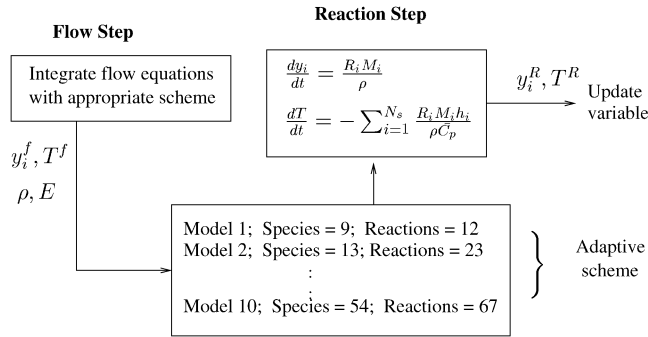 Reaction Step
Flow Step
Integrate flow equations
with appropriate scheme
dy_i/dt = R_i M_i/ρ
dT/dt = − ∑_{i=1}^{N_s} R_i M_i h_i/ρC̄_p
y_i^R, T^R
Update
variable
y_i^f, T^f
ρ, E
Model 1; Species = 9; Reactions = 12
Model 2; Species = 13; Reactions = 23
:
:
Model 10; Species = 54; Reactions = 67
Adaptive
scheme